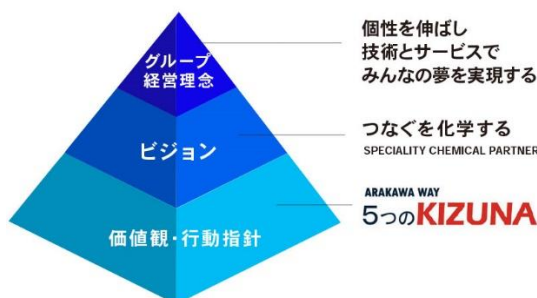 グループ
経営理念
個性を伸ばし
技術とサービスで
みんなの夢を実現する
ビジョン
つなぐを化学する
SPECIALITY CHEMICAL PARTNER
価値観・行動指針
ARAKAWA WAY
5つのKIZUNA